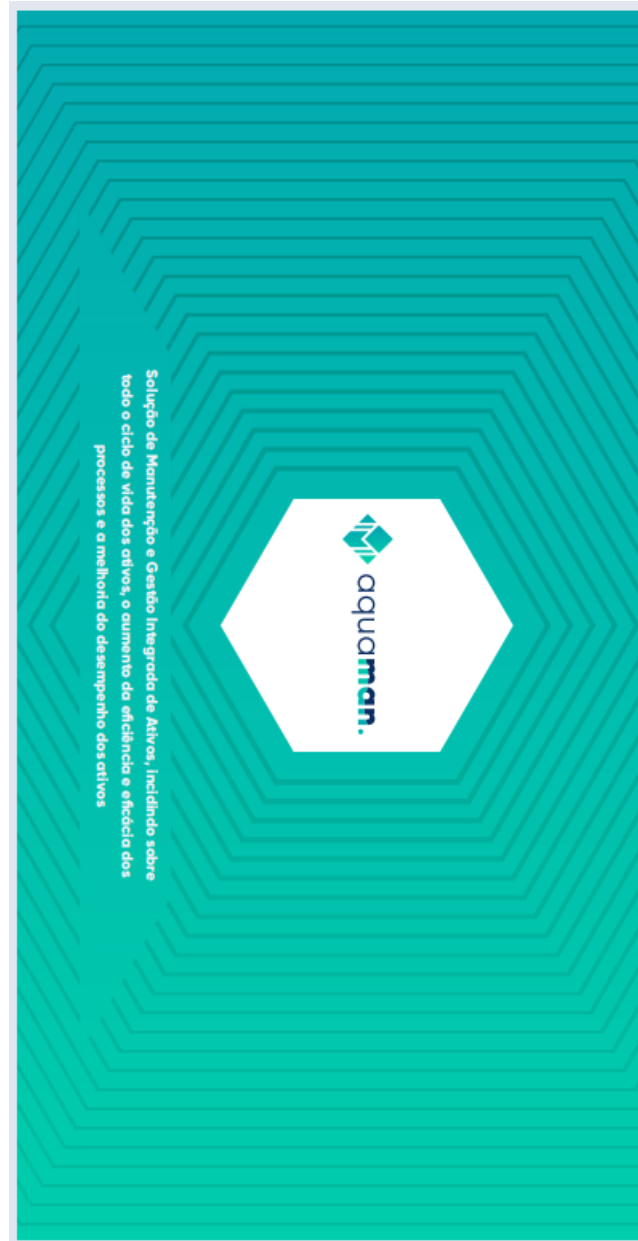 aquaman.
Solução de Manutenção e Gestão Integrada de Ativos, incidindo sobre
todo o ciclo de vida dos ativos, o aumento da eficiência e eficácia dos
processos e a melhoria do desempenho dos ativos